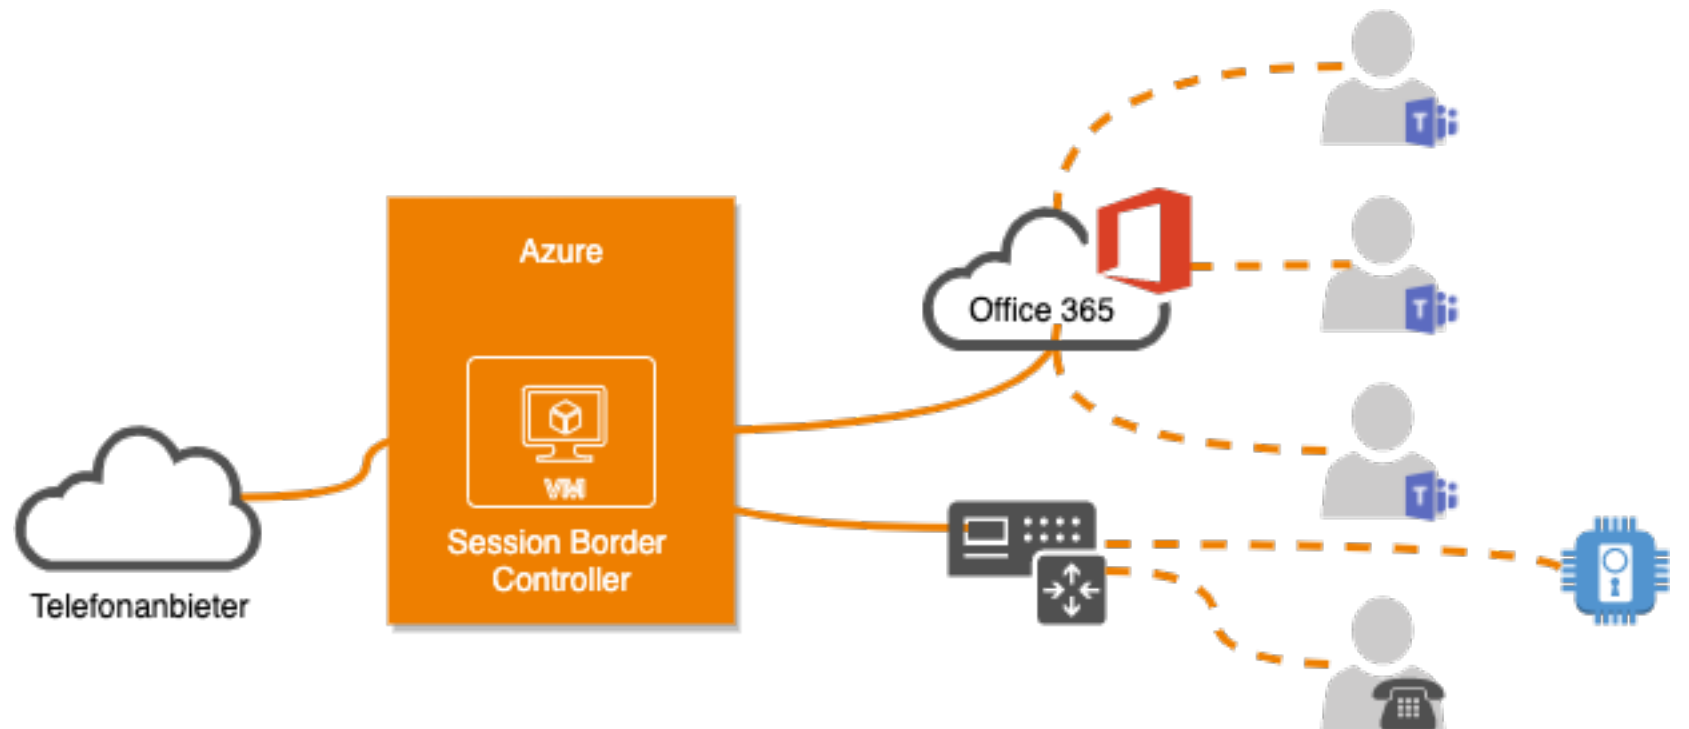 Azure
Office 365
VM
Session Border
Controller
Telefonanbieter
T
T
T